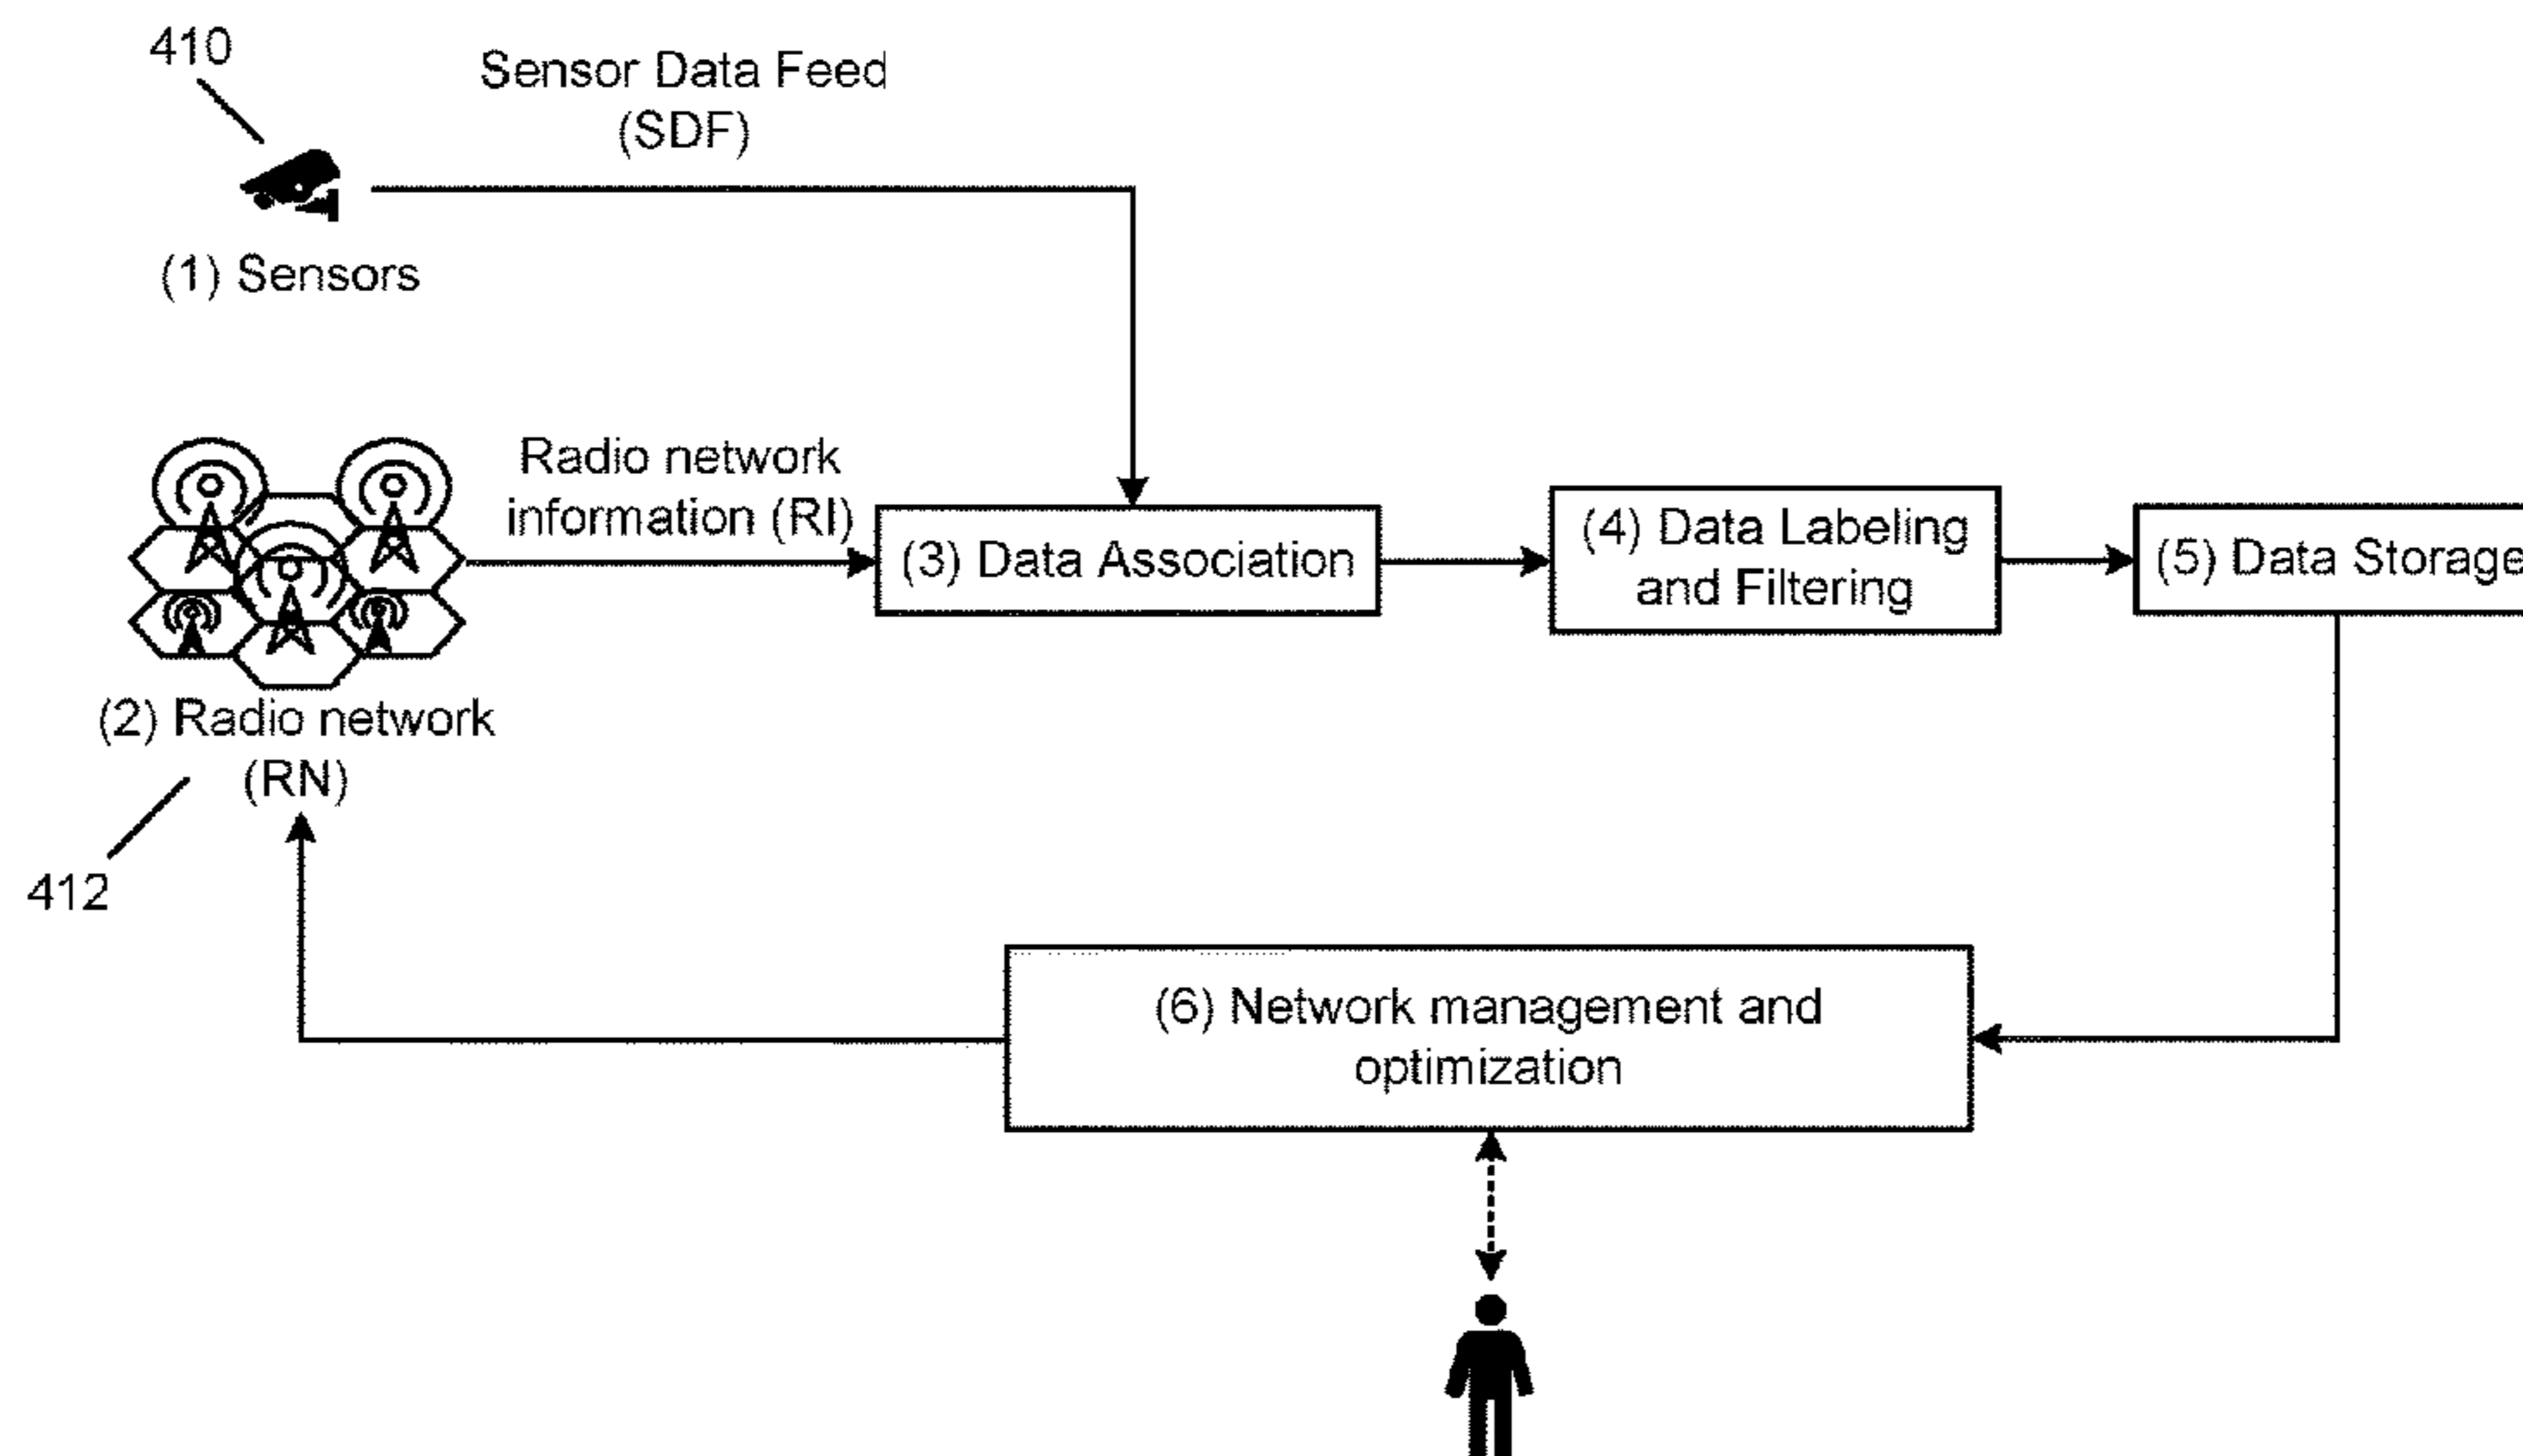 410
Sensor Data Feed
(SDF)
(1) Sensors
Radio network
information (RI)
(2) Radio network
(RN)
412
(3) Data Association
(4) Data Labeling
and Filtering
(5) Data Storage
(6) Network management and
optimization